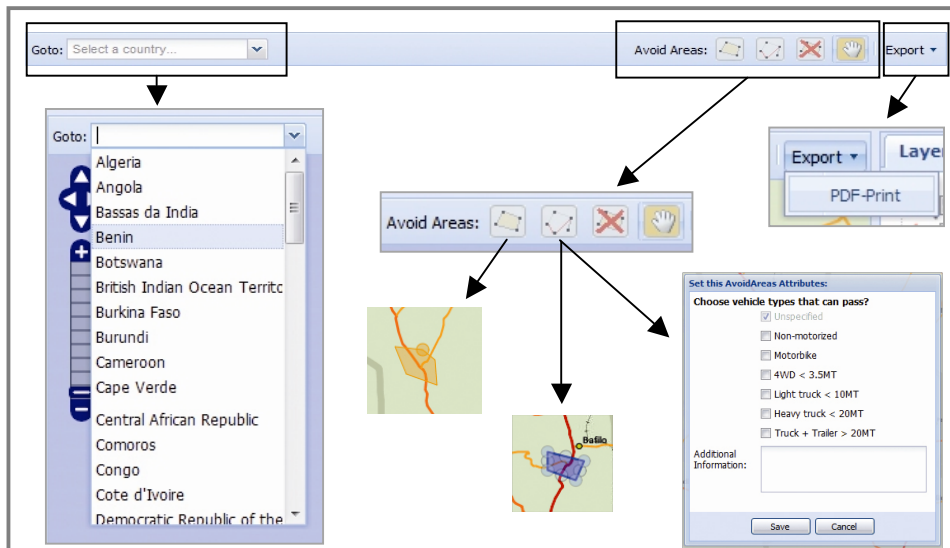 Goto: Select a country...
Avoid Areas:
Export
Goto:
Algeria
Angola
Bassas da India
Benin
Botswana
British Indian Ocean Territc
Burkina Faso
Burundi
Cameroon
Cape Verde
Central African Republic
Comoros
Congo
Cote d'Ivoire
Democratic Republic of the
Avoid Areas:
Export
Laye
PDF-Print
Bafilo
Set this AvoidAreas Attributes:
Choose vehicle types that can pass?
Unspecified
Non-motorized
Motorbike
4WD < 3.5MT
Light truck < 10MT
Heavy truck < 20MT
Truck + Trailer > 20MT
Additional
Information:
Save Cancel